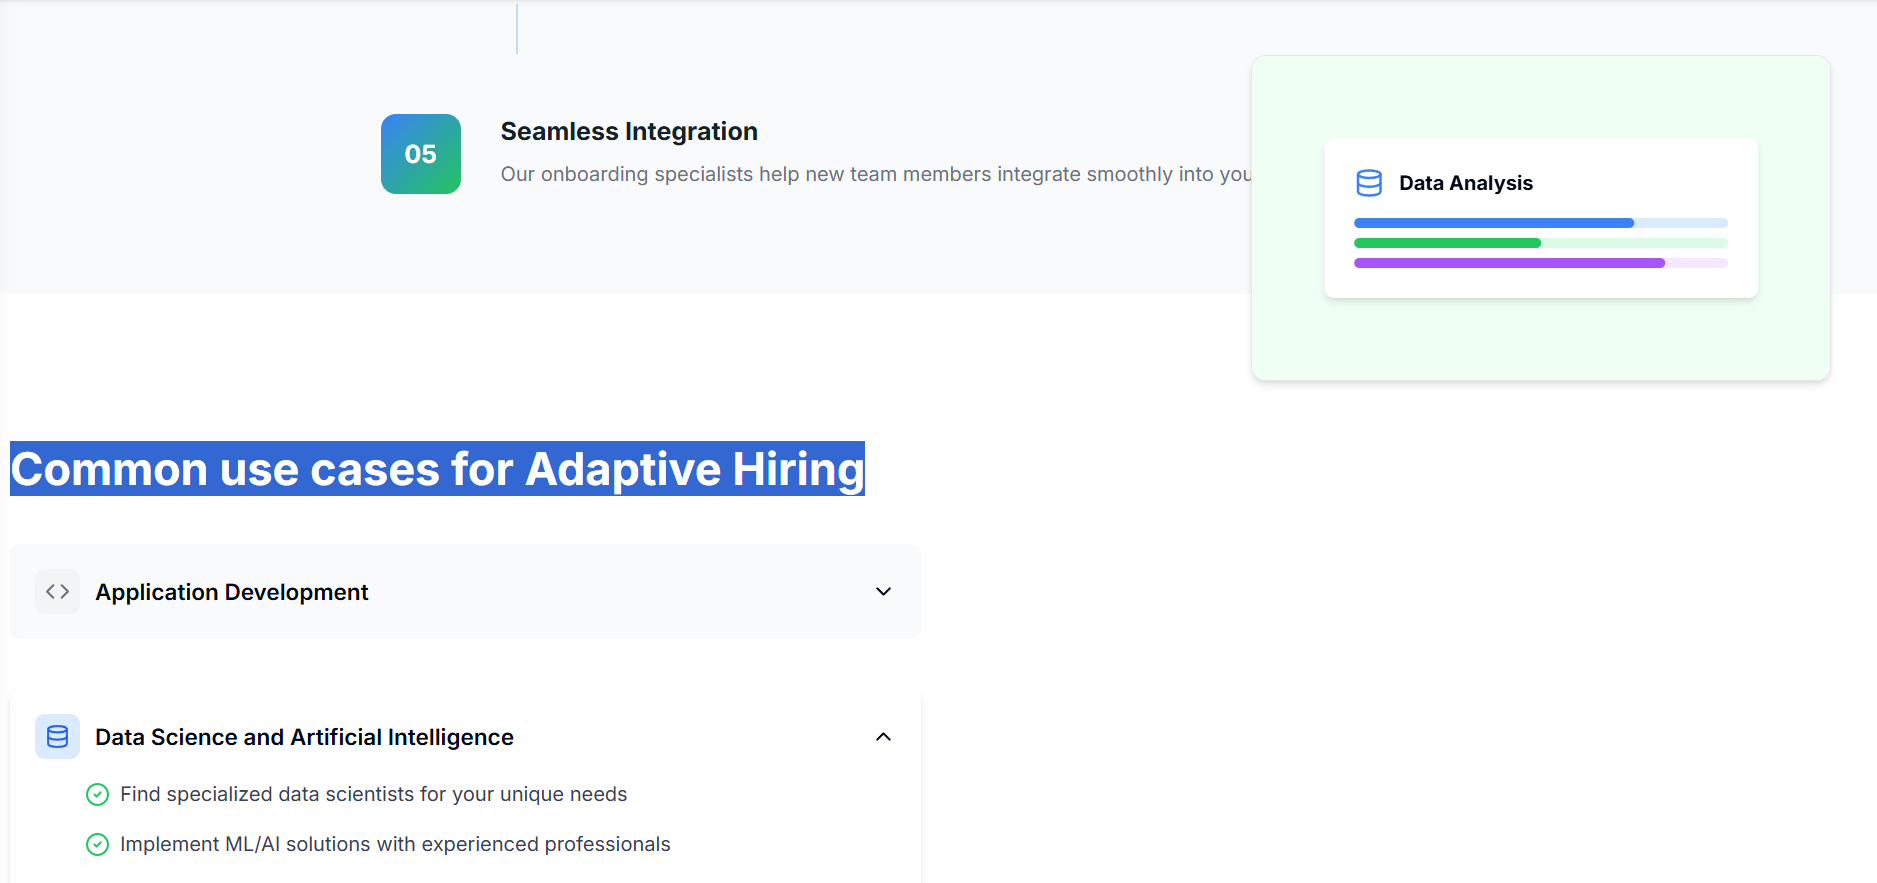 05
Seamless Integration
Our onboarding specialists help new team members integrate smoothly into you
Data Analysis
Common use cases for Adaptive Hiring
Application Development
Data Science and Artificial Intelligence
Find specialized data scientists for your unique needs
Implement ML/AI solutions with experienced professionals